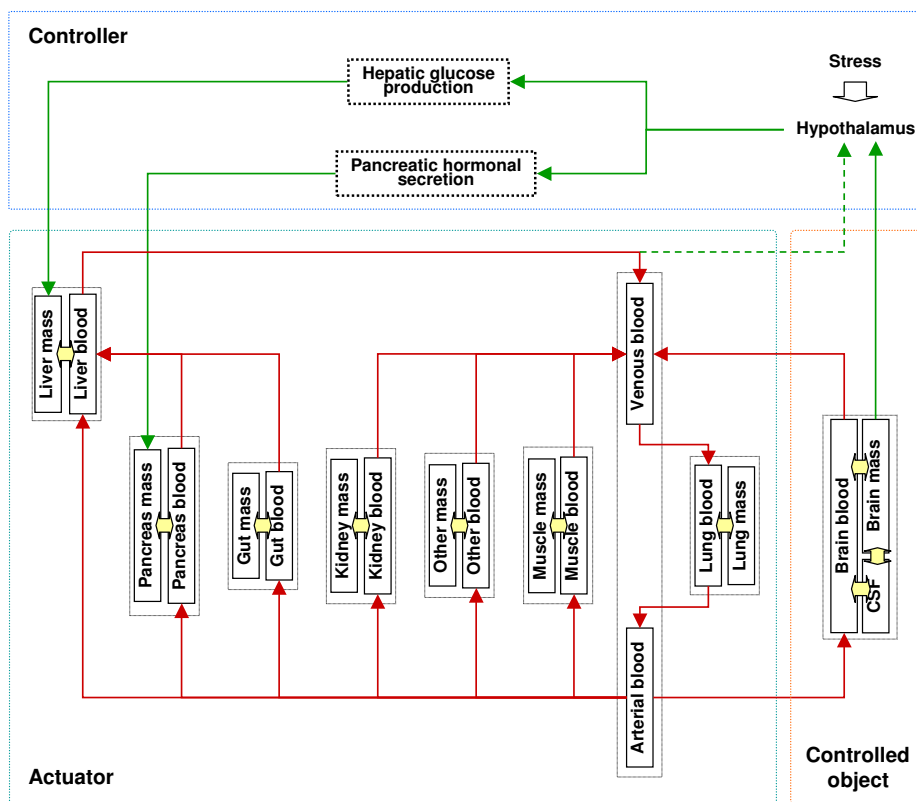 Controller
Hepatic glucose
production
Stress
Hypothalamus
Pancreatic hormonal
secretion
Liver mass
Liver blood
Venous blood
Pancreas mass
Pancreas blood
Gut mass
Gut blood
Kidney mass
Kidney blood
Other mass
Other blood
Muscle mass
Muscle blood
Lung blood
Lung mass
Brain blood
Brain mass
CSF
Arterial blood
Actuator
Controlled
object